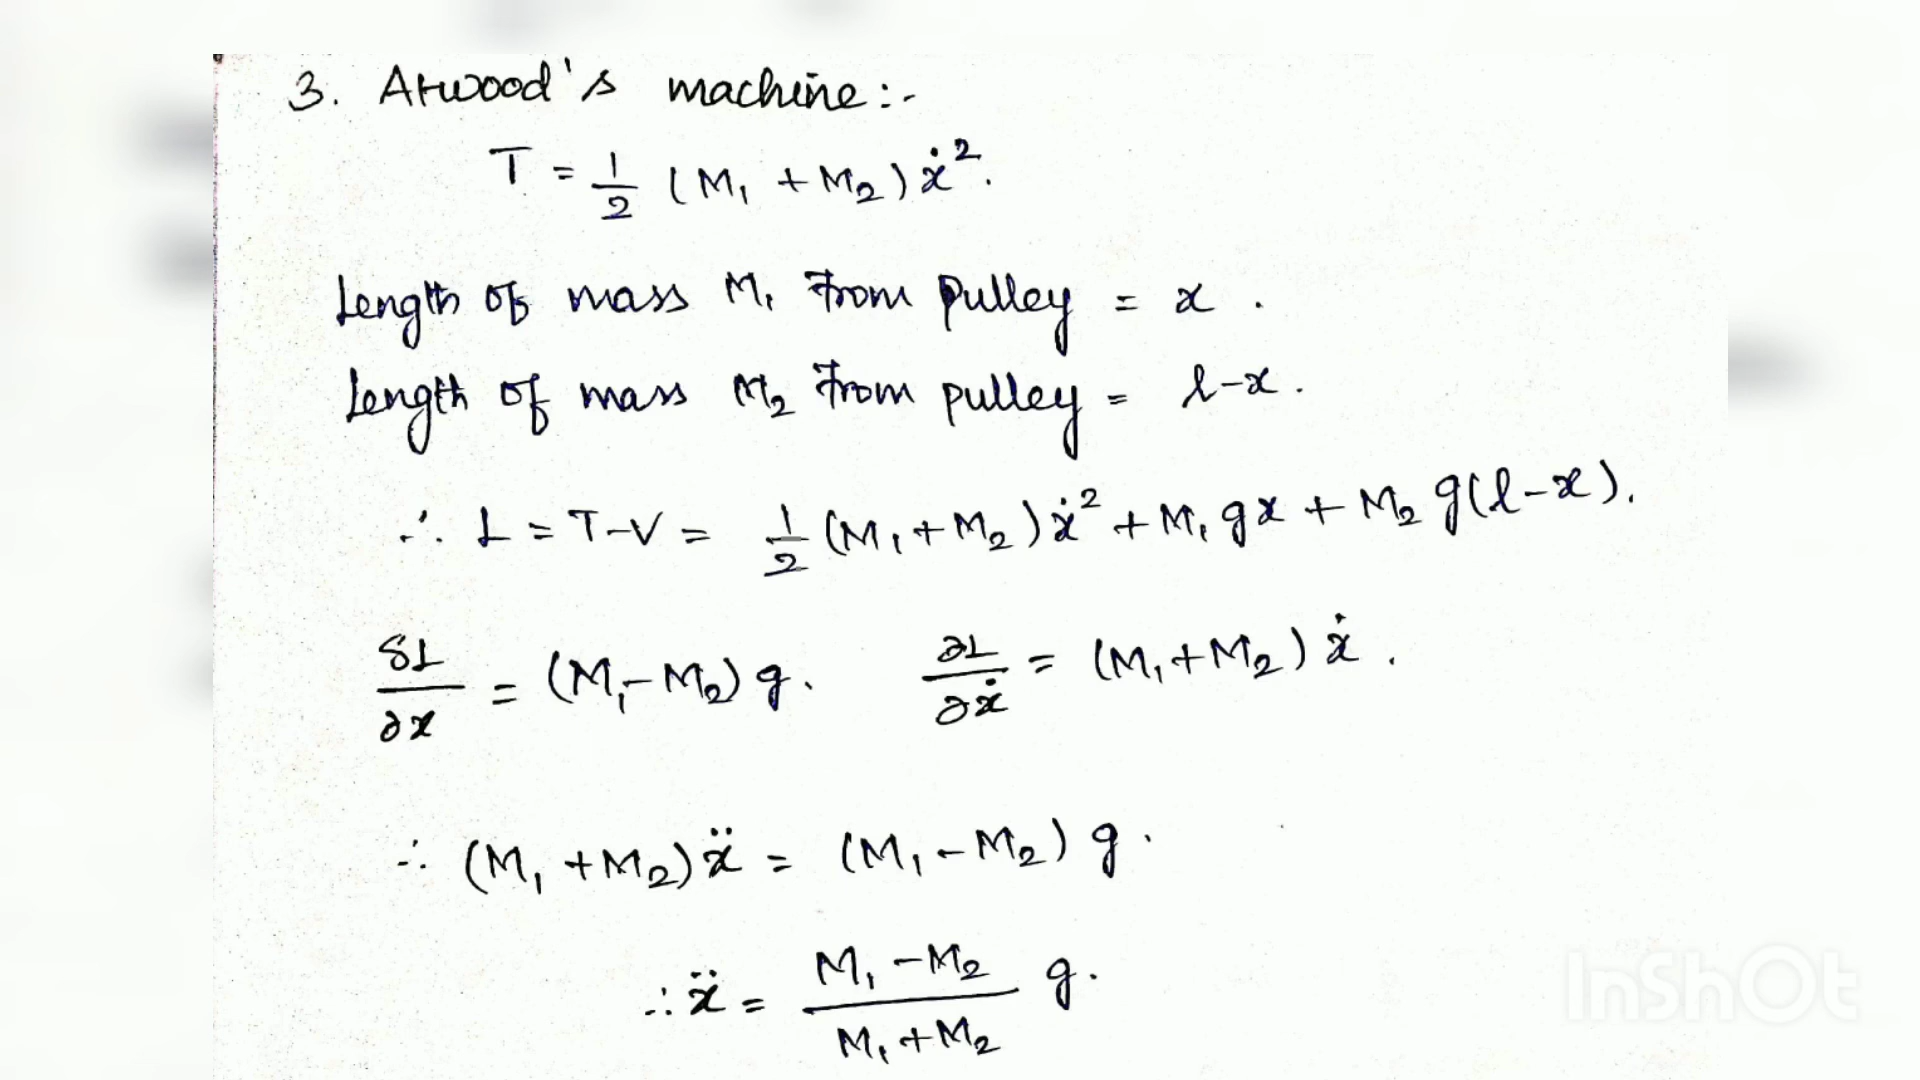 3. Atwood's machine:-
T = 1/2 (M₁ + M₂) ẋ².
Length of mass M₁ from pulley = x.
Length of mass M₂ from pulley = l-x.
∴ L = T-V = 1/2 (M₁+M₂) ẋ² + M₁gx + M₂g(l-x).
δL/∂x = (M₁-M₂) g. ∂L/∂ẋ = (M₁+M₂) ẋ.
∴ (M₁ + M₂) ẍ = (M₁ - M₂) g.
∴ ẍ = (M₁ - M₂)/(M₁ + M₂) g.
InShOt